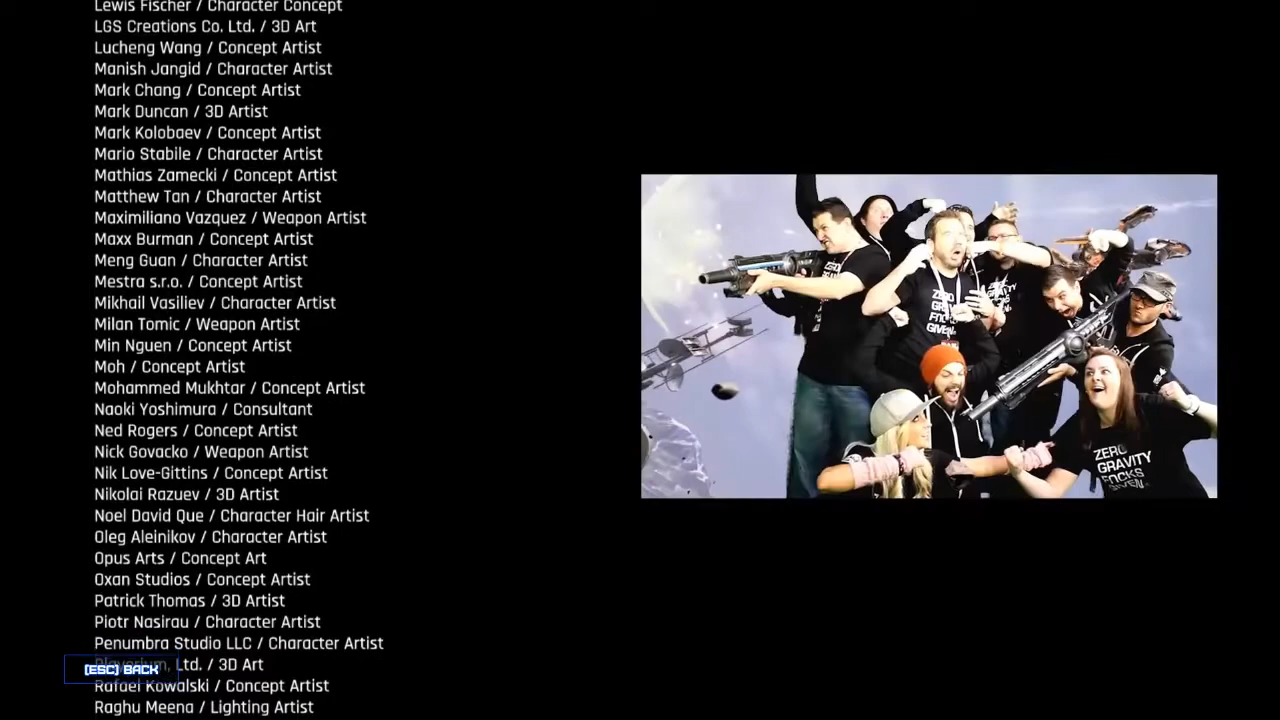 Lewis Fischer / Character Concept
LGS Creations Co. Ltd. / 3D Art
Lucheng Wang / Concept Artist
Manish Jangid / Character Artist
Mark Chang / Concept Artist
Mark Duncan / 3D Artist
Mark Kolobaev / Concept Artist
Mario Stabile / Character Artist
Mathias Zamecki / Concept Artist
Matthew Tan / Character Artist
Maximiliano Vazquez / Weapon Artist
Maxx Burman / Concept Artist
Meng Guan / Character Artist
Mestra s.r.o. / Concept Artist
Mikhail Vasiliev / Character Artist
Milan Tomic / Weapon Artist
Min Nguen / Concept Artist
Moh / Concept Artist
Mohammed Mukhtar / Concept Artist
Naoki Yoshimura / Consultant
Ned Rogers / Concept Artist
Nick Govacko / Weapon Artist
Nik Love-Gittins / Concept Artist
Nikolai Razuev / 3D Artist
Noel David Que / Character Hair Artist
Oleg Aleinikov / Character Artist
Opus Arts / Concept Art
Oxan Studios / Concept Artist
Patrick Thomas / 3D Artist
Piotr Nasirau / Character Artist
Penumbra Studio LLC / Character Artist
Ltd. / 3D Art
[ESC] BACK
Rafael Kowalski / Concept Artist
Raghu Meena / Lighting Artist
ZERO
GRAVITY
FOCKS
GIVEN